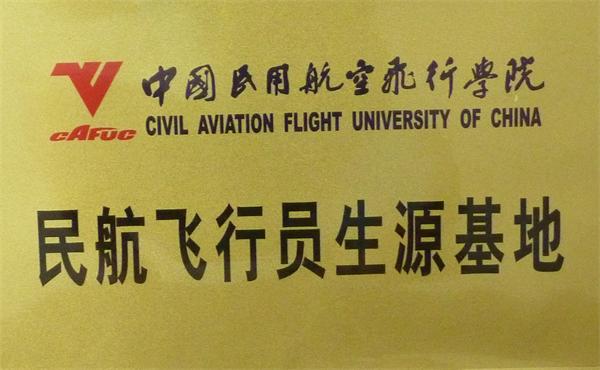 中国民用航空飛行学院
CAFUC
CIVIL AVIATION FLIGHT UNIVERSITY OF CHINA
民航飞行员生源基地